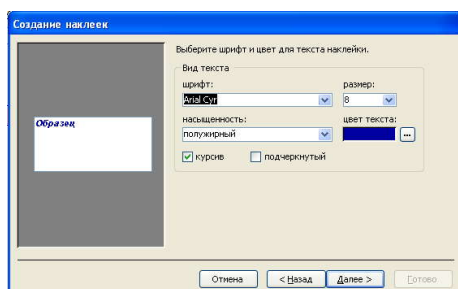 Создание наклеек
Выберите шрифт и цвет для текста наклейки.
Вид текста
шрифт: размер:
Arial Cyr 8
насыщенность: цвет текста:
полужирный ...
курсив подчеркнутый
Образец
Отмена < Назад Далее > Готово